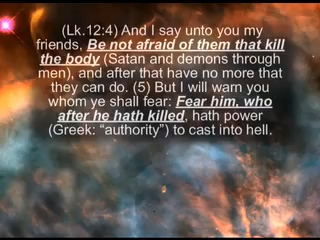 (Lk.12:4) And I say unto you my
friends, Be not afraid of them that kill
the body (Satan and demons through
men), and after that have no more that
they can do. (5) But I will warn you
whom ye shall fear: Fear him, who
after he hath killed, hath power
(Greek: “authority”) to cast into hell.